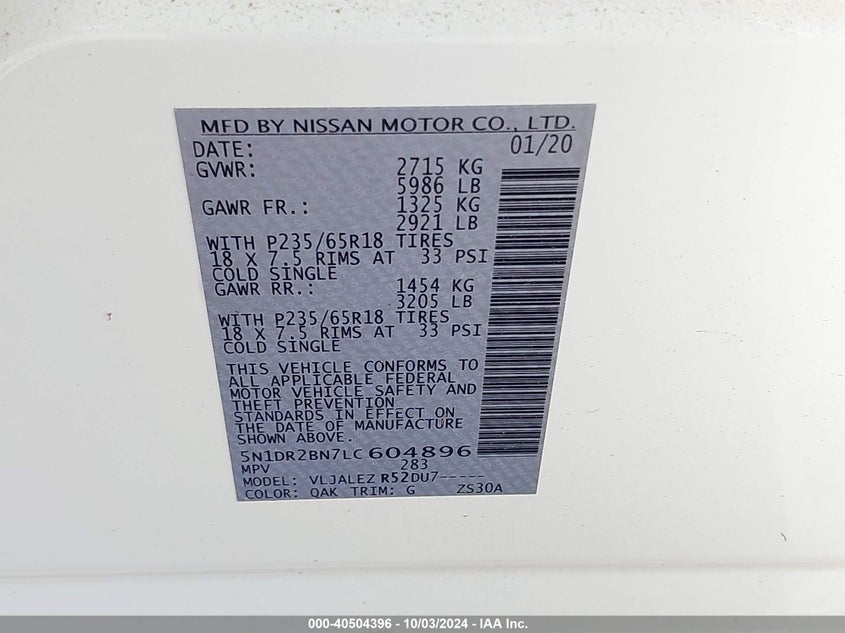 MFD BY NISSAN MOTOR CO., LTD.
DATE: 01/20
GVWR: 2715 KG
5986 LB
GAWR FR.: 1325 KG
2921 LB
WITH P235/65R18 TIRES
18 X 7.5 RIMS AT 33 PSI
COLD SINGLE
GAWR RR.: 1454 KG
3205 LB
WITH P235/65R18 TIRES
18 X 7.5 RIMS AT 33 PSI
COLD SINGLE
THIS VEHICLE CONFORMS TO
ALL APPLICABLE FEDERAL
MOTOR VEHICLE SAFETY AND
THEFT PREVENTION
STANDARDS IN EFFECT ON
THE DATE OF MANUFACTURE
SHOWN ABOVE.
5N1DR2BN7LC604896
MPV 283
MODEL: VLJALEZ R52DU7-----
COLOR: QAK TRIM: G ZS30A
000-40504396 - 10/03/2024 - IAA Inc.